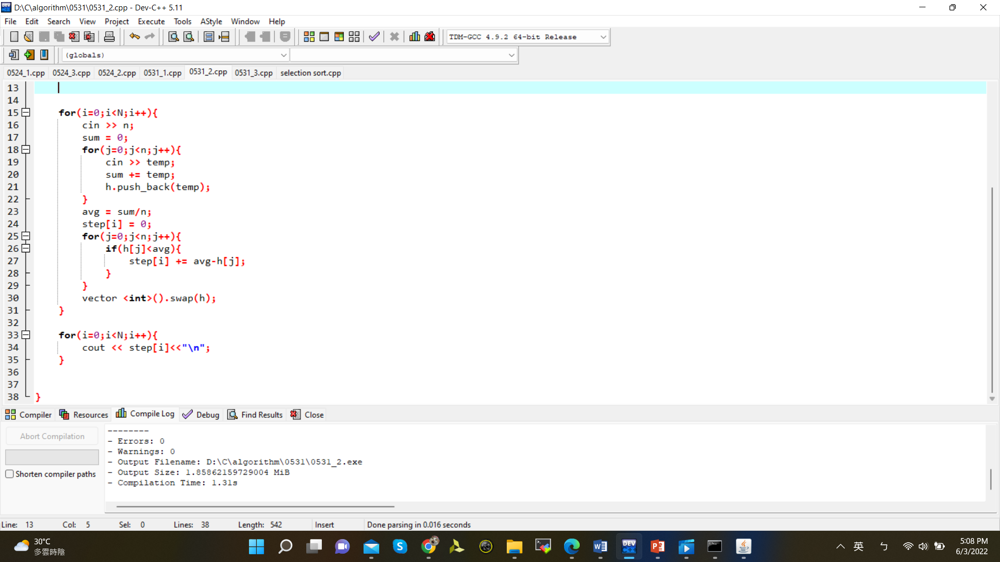 D:\C\algorithm\0531\0531_2.cpp - Dev-C++ 5.11
File Edit Search View Project Execute Tools AStyle Window Help
TDM-GCC 4.9.2 64-bit Release
(globals)
0524_1.cpp 0524_3.cpp 0524_2.cpp 0531_1.cpp 0531_2.cpp 0531_3.cpp selection sort.cpp
13
14
15 for(i=0;i<N;i++){
16 cin >> n;
17 sum = 0;
18 for(j=0;j<n;j++){
19 cin >> temp;
20 sum += temp;
21 h.push_back(temp);
22 }
23 avg = sum/n;
24 step[i] = 0;
25 for(j=0;j<n;j++){
26 if(h[j]<avg){
27 step[i] += avg-h[j];
28 }
29 }
30 vector <int>().swap(h);
31 }
32
33 for(i=0;i<N;i++){
34 cout << step[i]<<"\n";
35 }
36
37
38 }
Compiler Resources Compile Log Debug Find Results Close
Abort Compilation
Shorten compiler paths
--------
- Errors: 0
- Warnings: 0
- Output Filename: D:\C\algorithm\0531\0531_2.exe
- Output Size: 1.85862159729004 MiB
- Compilation Time: 1.31s
Line: 13 Col: 5 Sel: 0 Lines: 38 Length: 542 Insert Done parsing in 0.016 seconds
30°C
多雲時陰
英 ㄅ
5:08 PM
6/3/2022